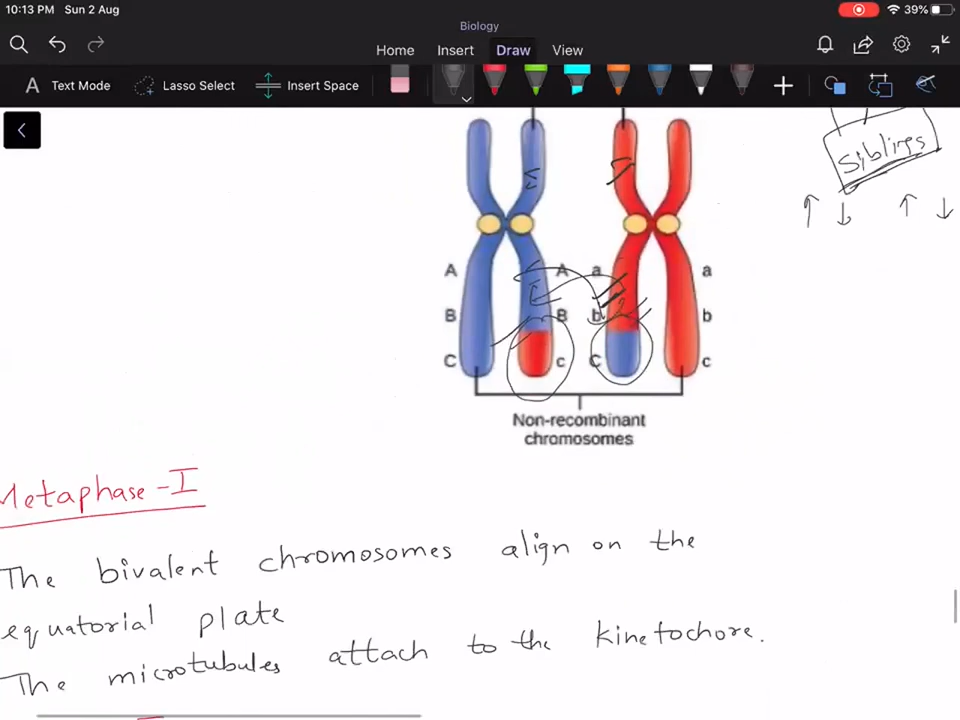 10:13 PM Sun 2 Aug
39%
Biology
Home Insert Draw View
A Text Mode Lasso Select Insert Space
Siblings
A A a a
B B b b
C c C c
Non-recombinant
chromosomes
Metaphase-I
The bivalent chromosomes align on the
equatorial plate
The microtubules attach to the kinetochore.